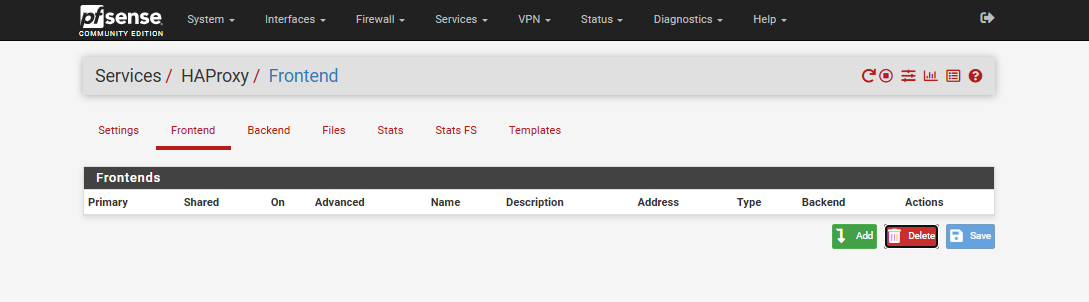 pfsense
COMMUNITY EDITION
System Interfaces Firewall Services VPN Status Diagnostics Help
Services / HAProxy / Frontend
Settings Frontend Backend Files Stats Stats FS Templates
Frontends
Primary Shared On Advanced Name Description Address Type Backend Actions
Add Delete Save